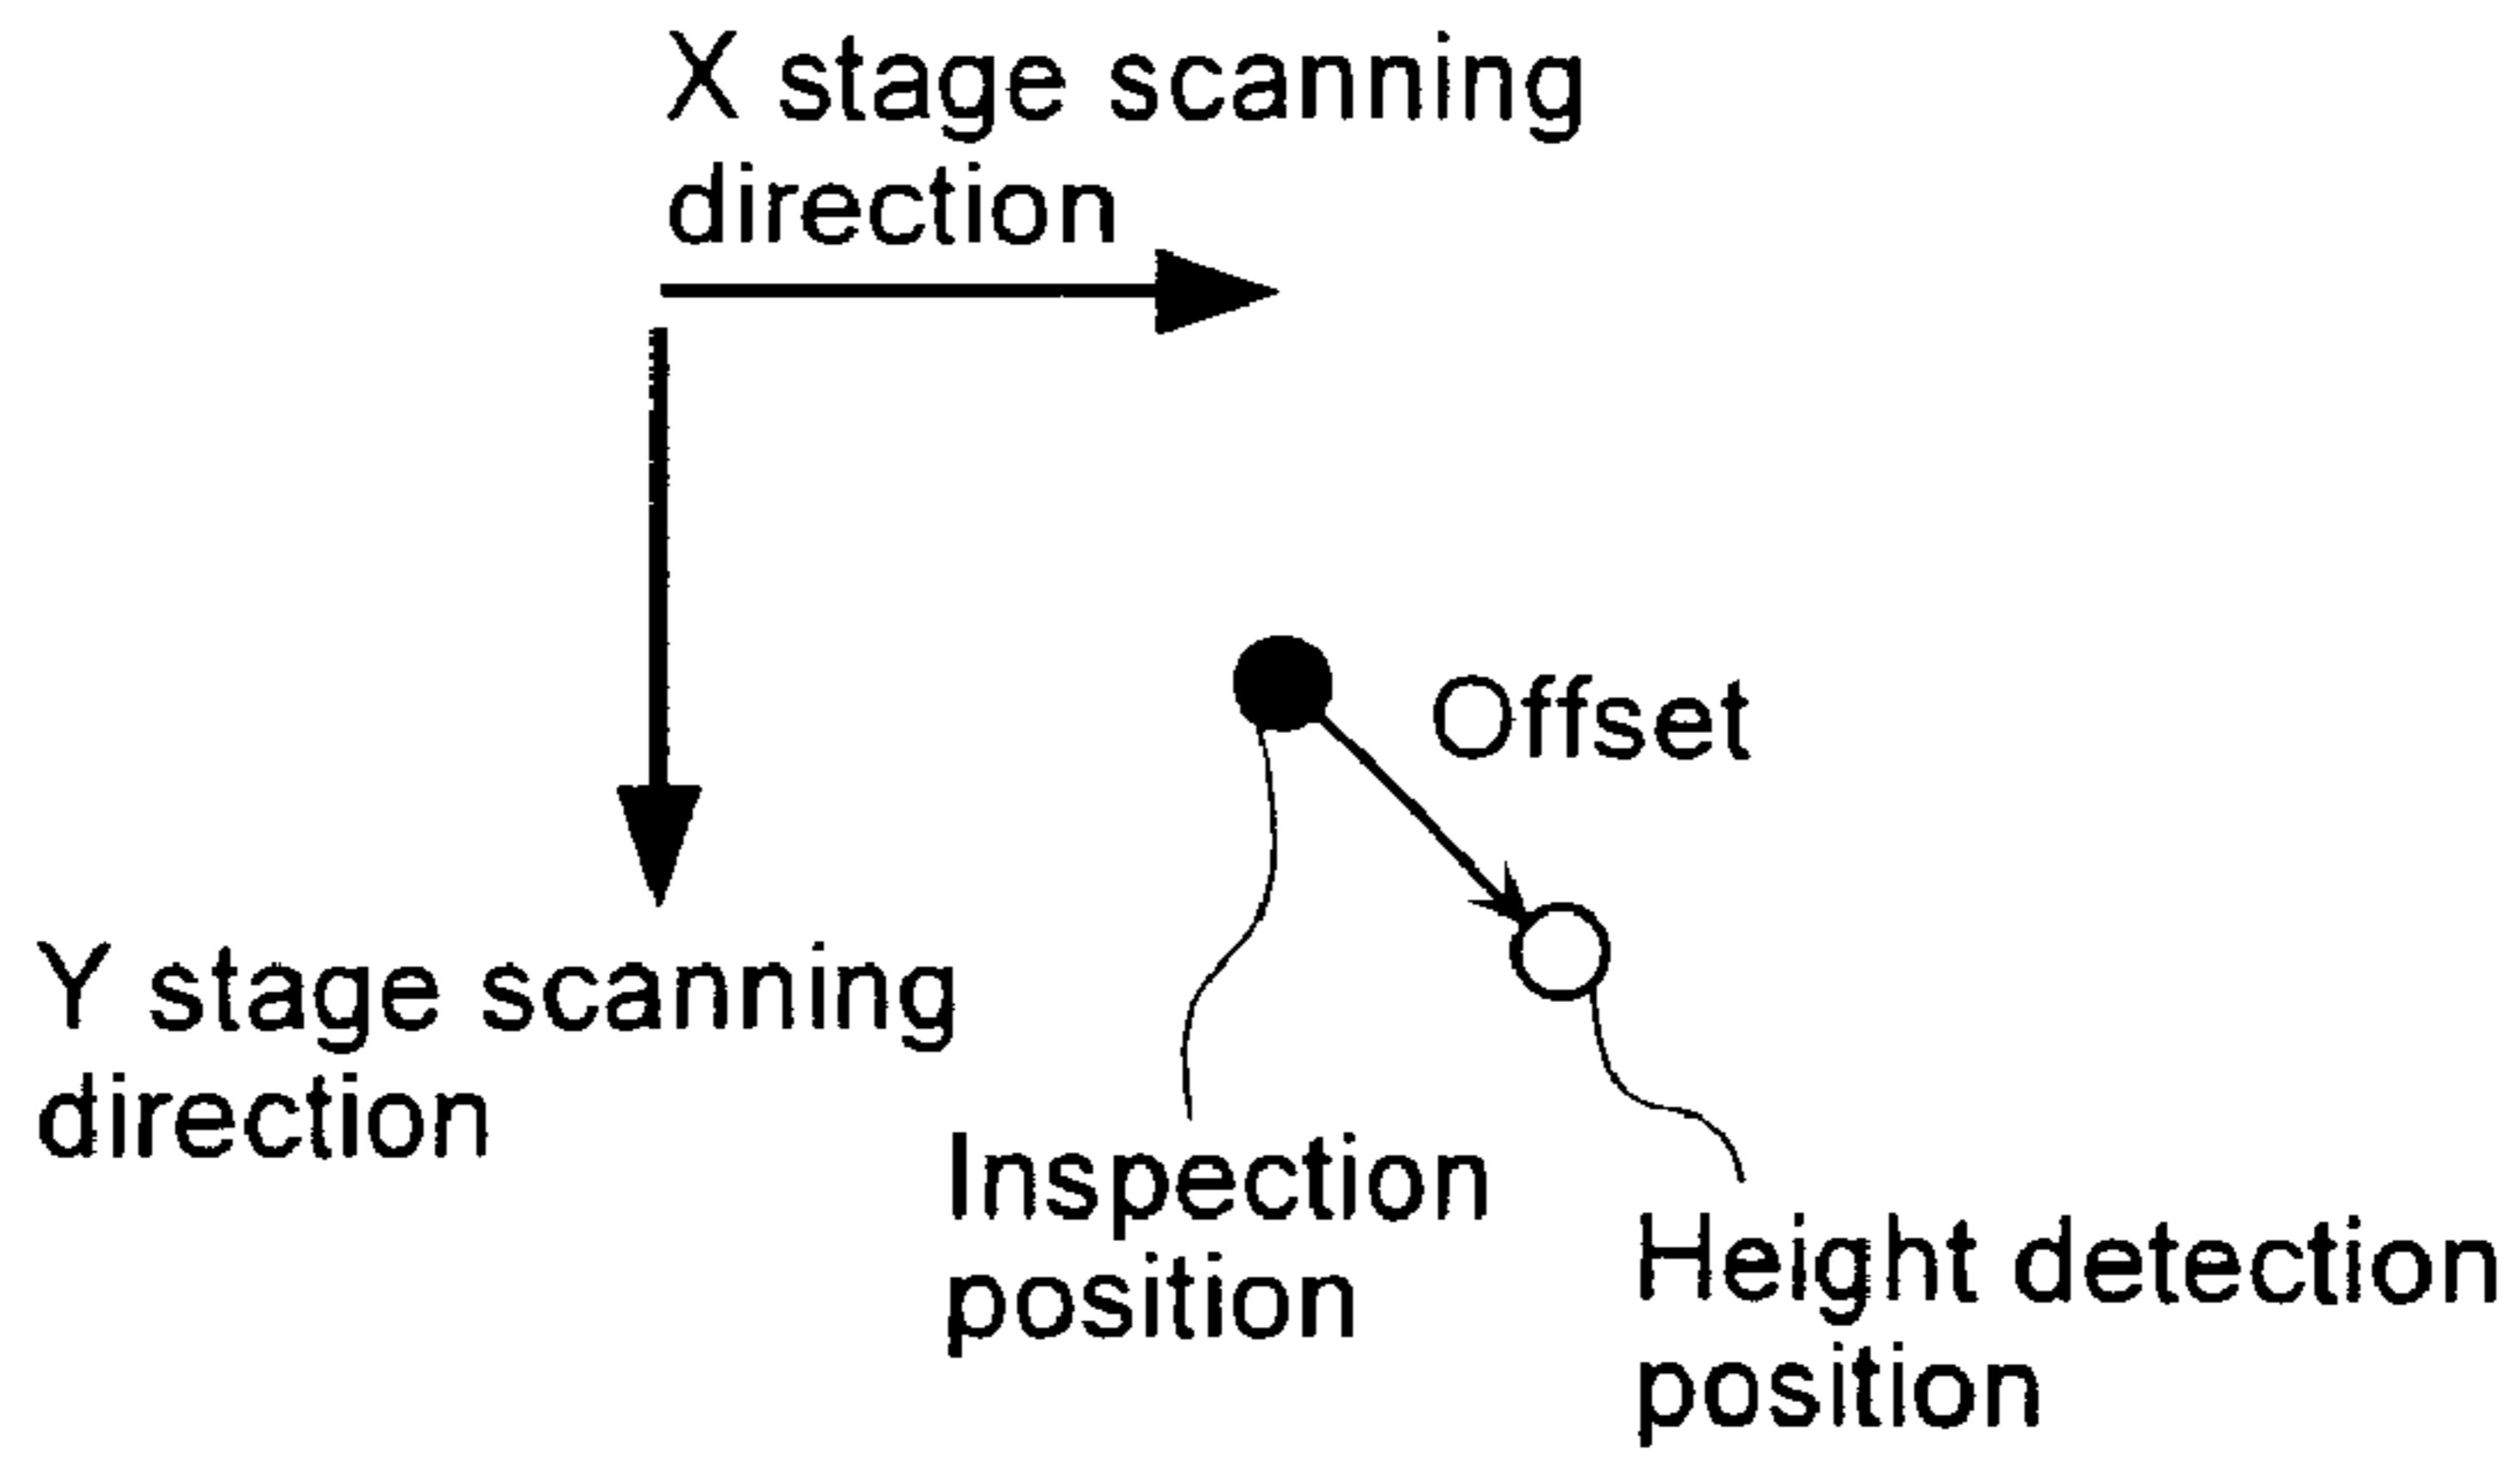 X stage scanning
direction
Offset
Y stage scanning
direction
Inspection
position
Height detection
position